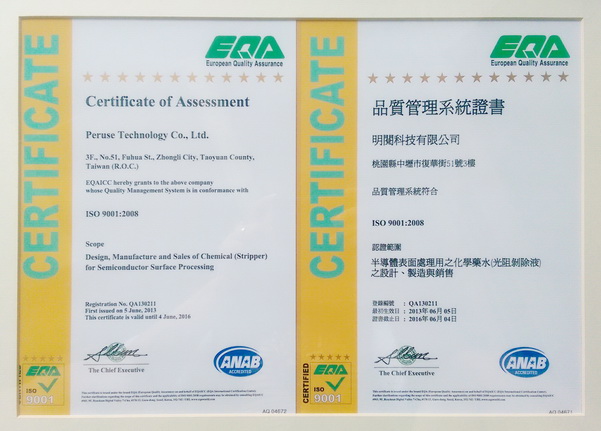 CERTIFICATE
EQA
European Quality Assurance
Certificate of Assessment
Peruse Technology Co., Ltd.
3F., No.51, Fuhua St., Zhongli City, Taoyuan County,
Taiwan (R.O.C.)
EQAICC hereby grants to the above company
whose Quality Management System is in conformance with
ISO 9001:2008
Scope
Design, Manufacture and Sales of Chemical (Stripper)
for Semiconductor Surface Processing
Registration No. QA130211
First issued on 5 June, 2013
This certificate is valid until 4 June, 2016
The Chief Executive
ANAB
ACCREDITED
EQA
ISO
9001
AQ 04672
CERTIFICATE
EQA
European Quality Assurance
品質管理系統證書
明閱科技有限公司
桃園縣中壢市復華街51號3樓
品質管理系統符合
ISO 9001:2008
認證範圍
半導體表面處理用之化學藥水(光阻剝除液)
之設計、製造與銷售
登錄編號 : QA130211
最初生效日 : 2013年 06月 05日
證書截止日 : 2016年 06月 04日
The Chief Executive
ANAB
ACCREDITED
CERTIFIED
EQA
ISO
9001